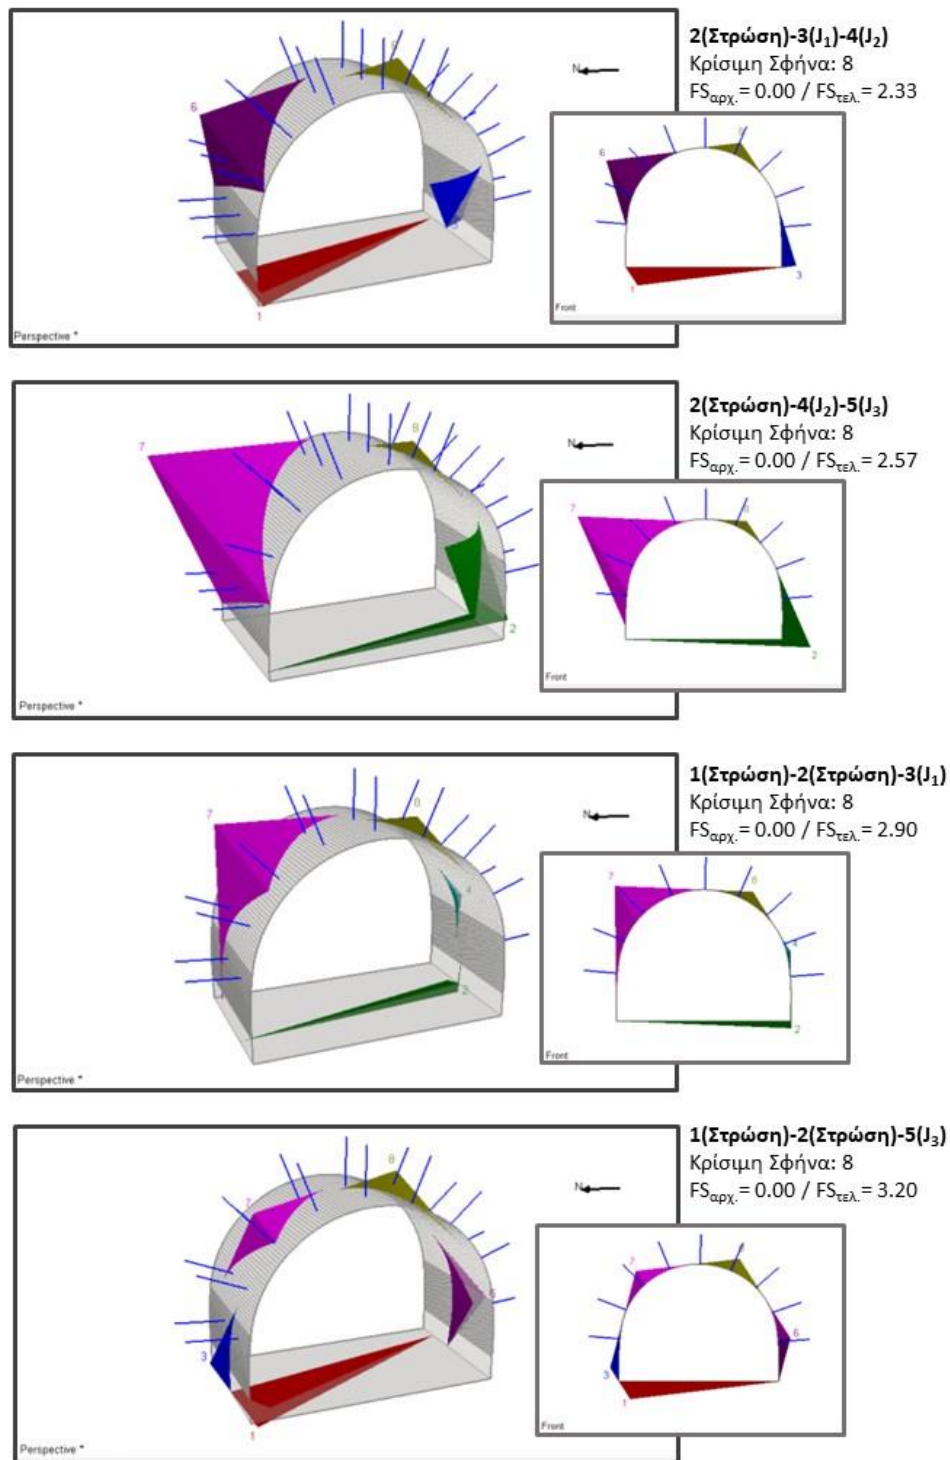 2(Στρώση)-3(J₁)-4(J₂)
Κρίσιμη Σφήνα: 8
FSαρχ.= 0.00 / FSτελ.= 2.33
N
6
8
3
1
Perspective *
6
8
3
1
Front
2(Στρώση)-4(J₂)-5(J₃)
Κρίσιμη Σφήνα: 8
FSαρχ.= 0.00 / FSτελ.= 2.57
N
7
8
2
Perspective *
7
8
2
Front
1(Στρώση)-2(Στρώση)-3(J₁)
Κρίσιμη Σφήνα: 8
FSαρχ.= 0.00 / FSτελ.= 2.90
N
7
8
4
2
Perspective *
7
8
4
2
Front
1(Στρώση)-2(Στρώση)-5(J₃)
Κρίσιμη Σφήνα: 8
FSαρχ.= 0.00 / FSτελ.= 3.20
N
7
8
6
3
1
Perspective *
7
8
6
3
1
Front